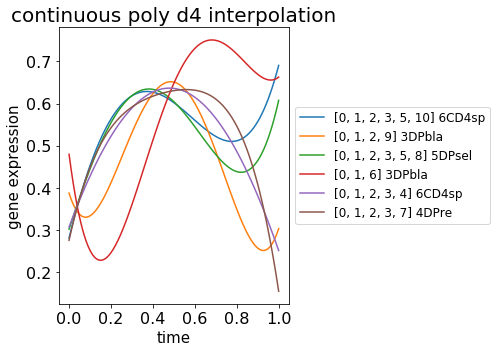 continuous poly d4 interpolation
gene expression
0.7
0.6
0.5
0.4
0.3
0.2
0.0 0.2 0.4 0.6 0.8 1.0
time
[0, 1, 2, 3, 5, 10] 6CD4sp
[0, 1, 2, 9] 3DPbla
[0, 1, 2, 3, 5, 8] 5DPsel
[0, 1, 6] 3DPbla
[0, 1, 2, 3, 4] 6CD4sp
[0, 1, 2, 3, 7] 4DPre